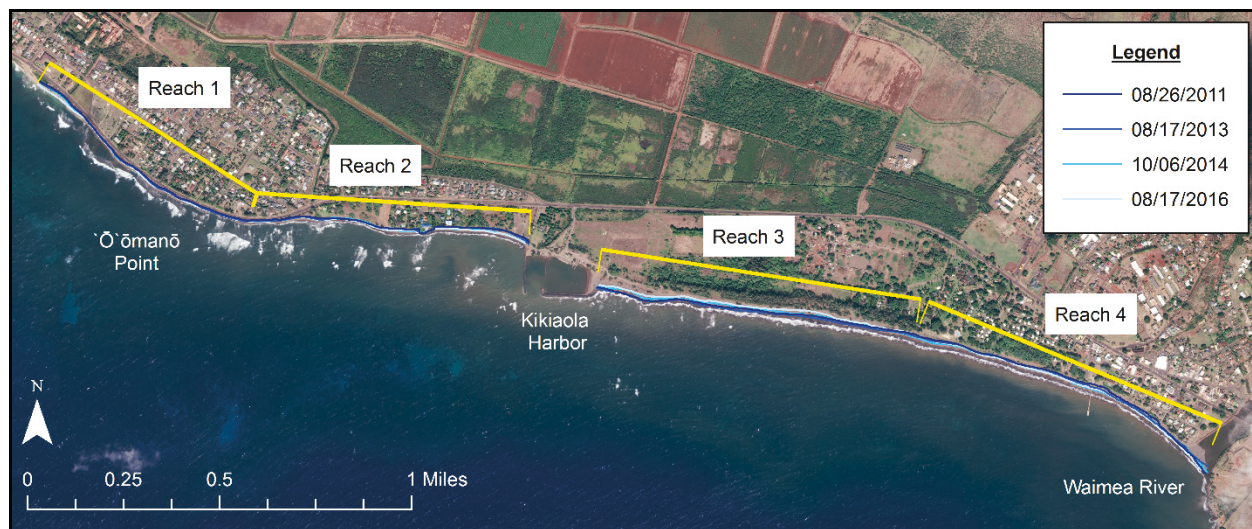 Legend
08/26/2011
08/17/2013
10/06/2014
08/17/2016
Reach 1
Reach 2
Reach 3
Reach 4
`Ō`ōmanō
Point
Kikiaola
Harbor
Waimea River
N
0 0.25 0.5 1 Miles